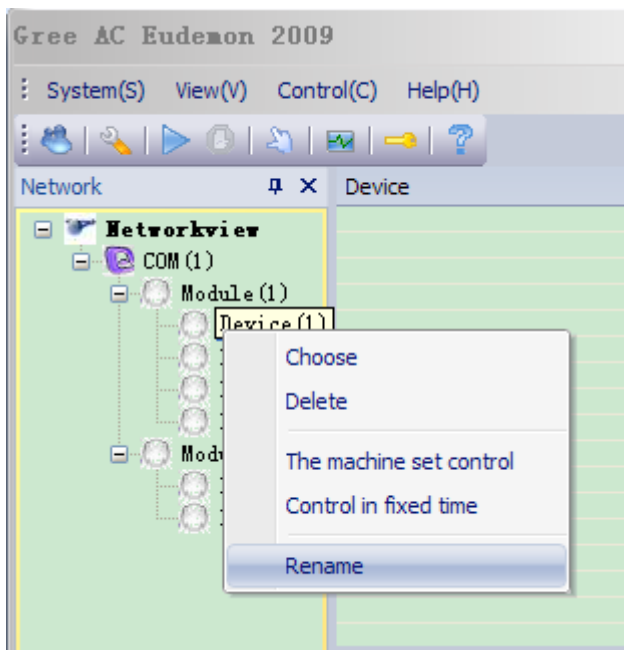 Gree AC Eudemon 2009
System(S) View(V) Control(C) Help(H)
Network
Device
Networkview
COM(1)
Module(1)
Device(1)
Choose
Delete
The machine set control
Control in fixed time
Rename